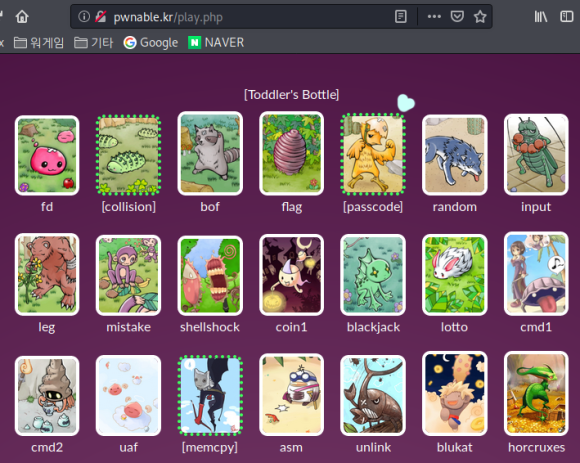 pwnable.kr/play.php
x 워게임 기타 Google N NAVER
[Toddler's Bottle]
fd [collision] bof flag [passcode] random input
leg mistake shellshock coin1 blackjack lotto cmd1
cmd2 uaf [memcpy] asm unlink blukat horcruxes